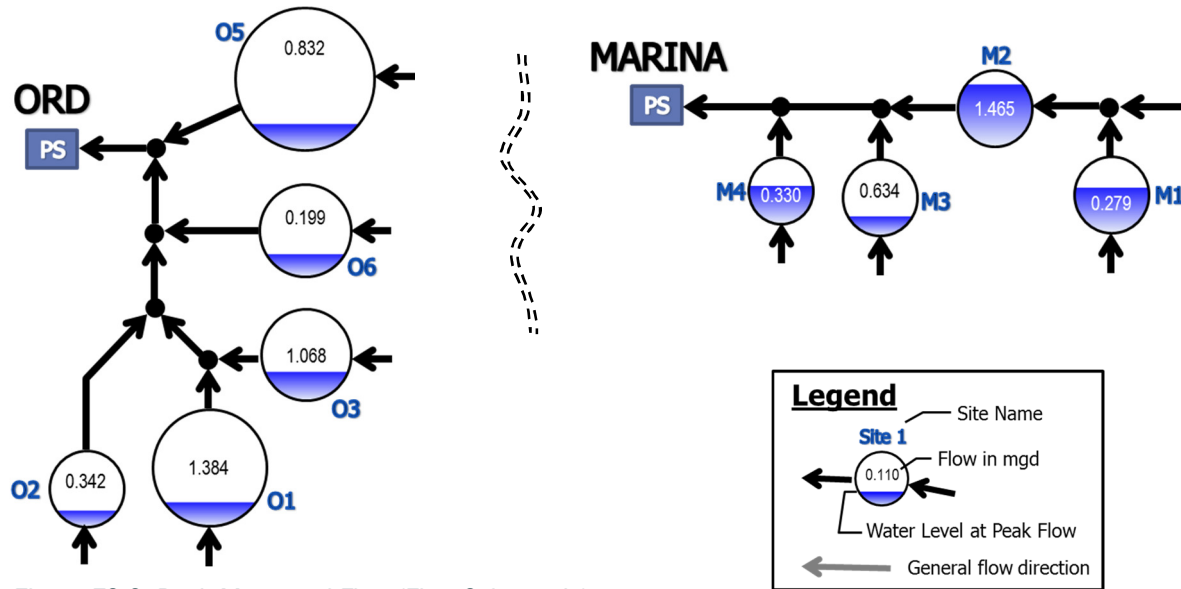 ORD
PS
O5
0.832
0.199
O6
1.068
O3
O2
0.342
1.384
O1
MARINA
PS
M2
1.465
M4
0.330
0.634
M3
0.279
M1
Legend
Site Name
Site 1
Flow in mgd
0.110
Water Level at Peak Flow
General flow direction